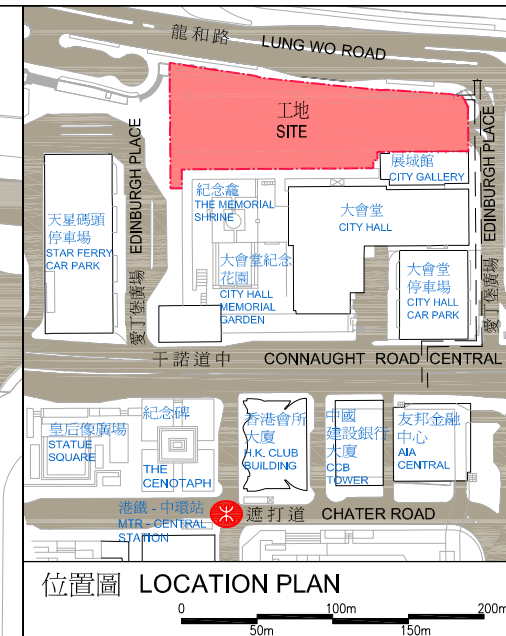 龍和路
LUNG WO ROAD
工地
SITE
EDINBURGH PLACE
愛丁堡廣場
展城館
CITY GALLERY
EDINBURGH PLACE
愛丁堡廣場
紀念龕
THE MEMORIAL
SHRINE
大會堂
CITY HALL
天星碼頭
停車場
STAR FERRY
CAR PARK
大會堂紀念
花園
CITY HALL
MEMORIAL
GARDEN
大會堂
停車場
CITY HALL
CAR PARK
干諾道中 CONNAUGHT ROAD CENTRAL
皇后像廣場
STATUE
SQUARE
紀念碑
THE
CENOTAPH
香港會所
大廈
H.K. CLUB
BUILDING
中國
建設銀行
大廈
CCB
TOWER
友邦金融
中心
AIA
CENTRAL
港鐵 - 中環站
MTR - CENTRAL
STATION
遮打道 CHATER ROAD
位置圖 LOCATION PLAN
0 100m 200m
50m 150m